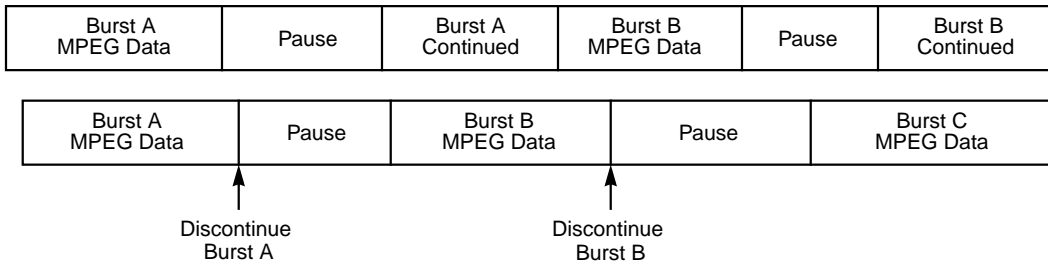 Burst A
MPEG Data
Pause
Burst A
Continued
Burst B
MPEG Data
Pause
Burst B
Continued
Burst A
MPEG Data
Pause
Burst B
MPEG Data
Pause
Burst C
MPEG Data
Discontinue
Burst A
Discontinue
Burst B